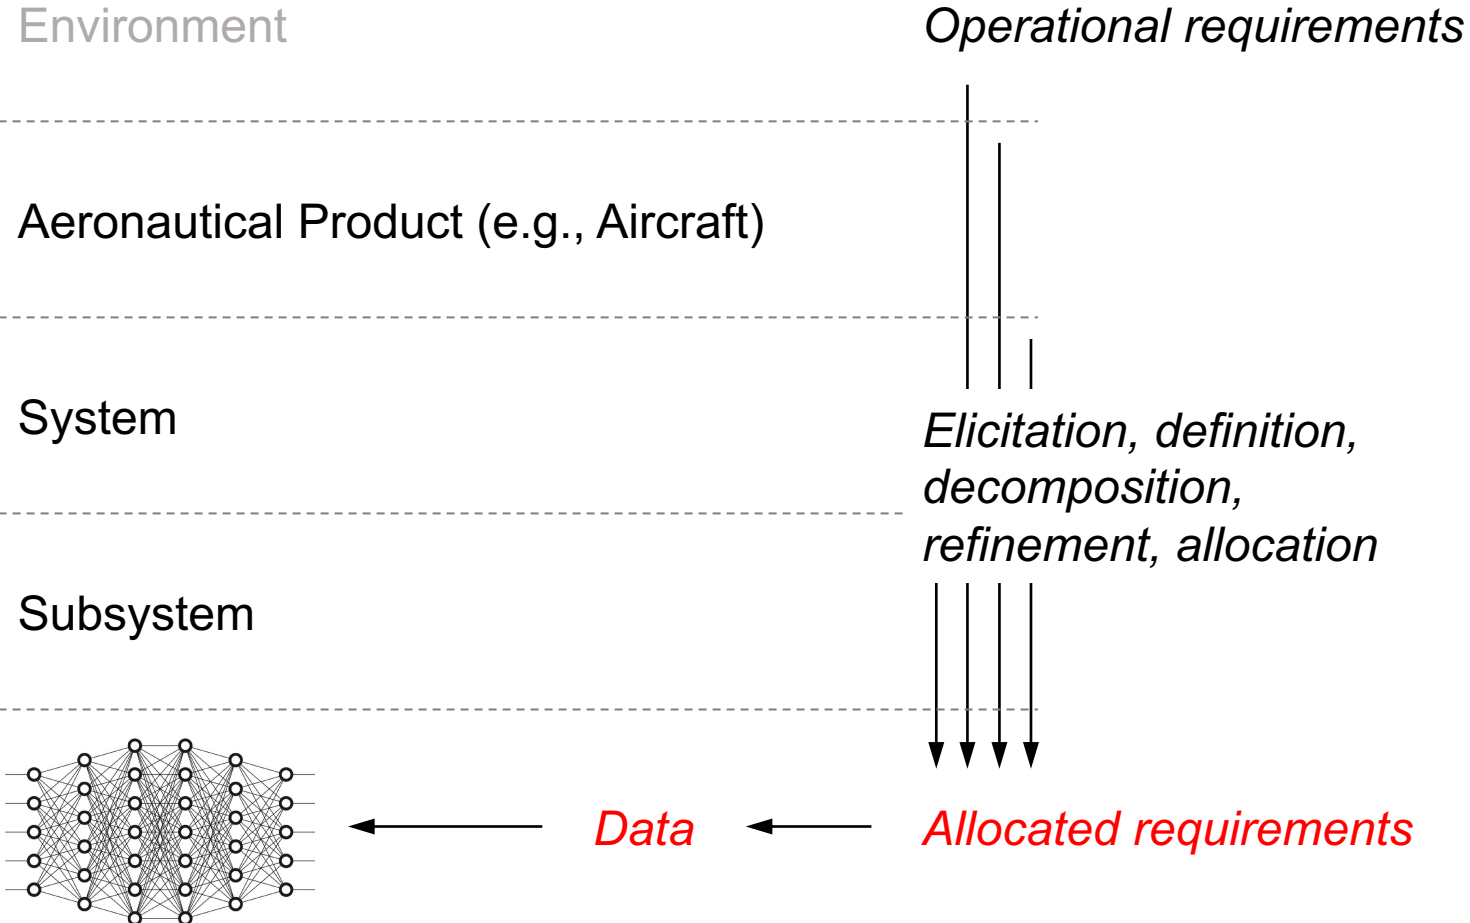 Environment
Operational requirements
Aeronautical Product (e.g., Aircraft)
System
Elicitation, definition,
decomposition,
refinement, allocation
Subsystem
Data
Allocated requirements